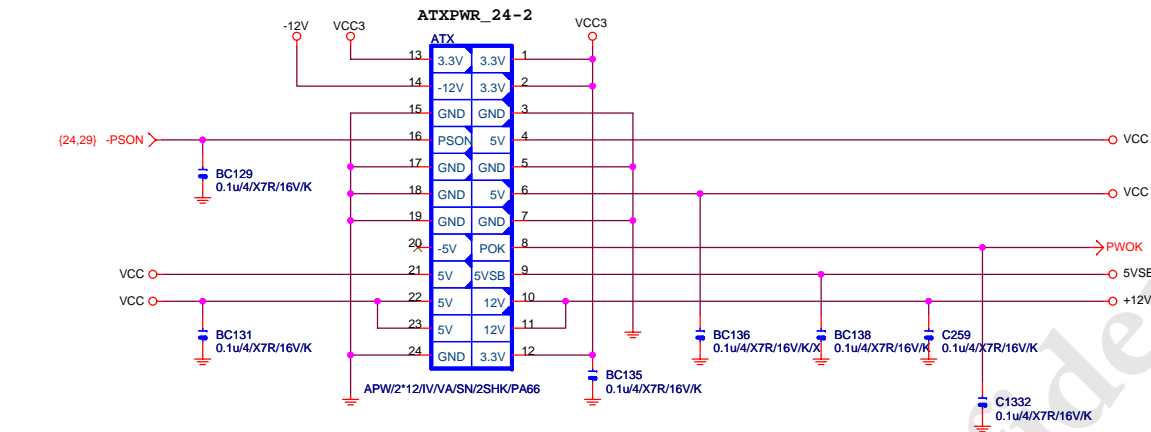 ATXPWR_24-2
-12V VCC3 VCC3
ATX
13 3.3V 3.3V 1
14 -12V 3.3V 2
15 GND GND 3
{24,29} -PSON 16 PSON 5V 4 VCC
17 GND GND 5
BC129
0.1u/4/X7R/16V/K
18 GND 5V 6 VCC
19 GND GND 7
20 -5V POK 8 PWOK
VCC 21 5V 5VSB 9 5VSB
VCC 22 5V 12V 10 +12V
23 5V 12V 11
BC131
0.1u/4/X7R/16V/K
BC136
0.1u/4/X7R/16V/K/X
BC138
0.1u/4/X7R/16V/K
C259
0.1u/4/X7R/16V/K
24 GND 3.3V 12
BC135
0.1u/4/X7R/16V/K
APW/2*12/IV/VA/SN/2SHK/PA66
C1332
0.1u/4/X7R/16V/K